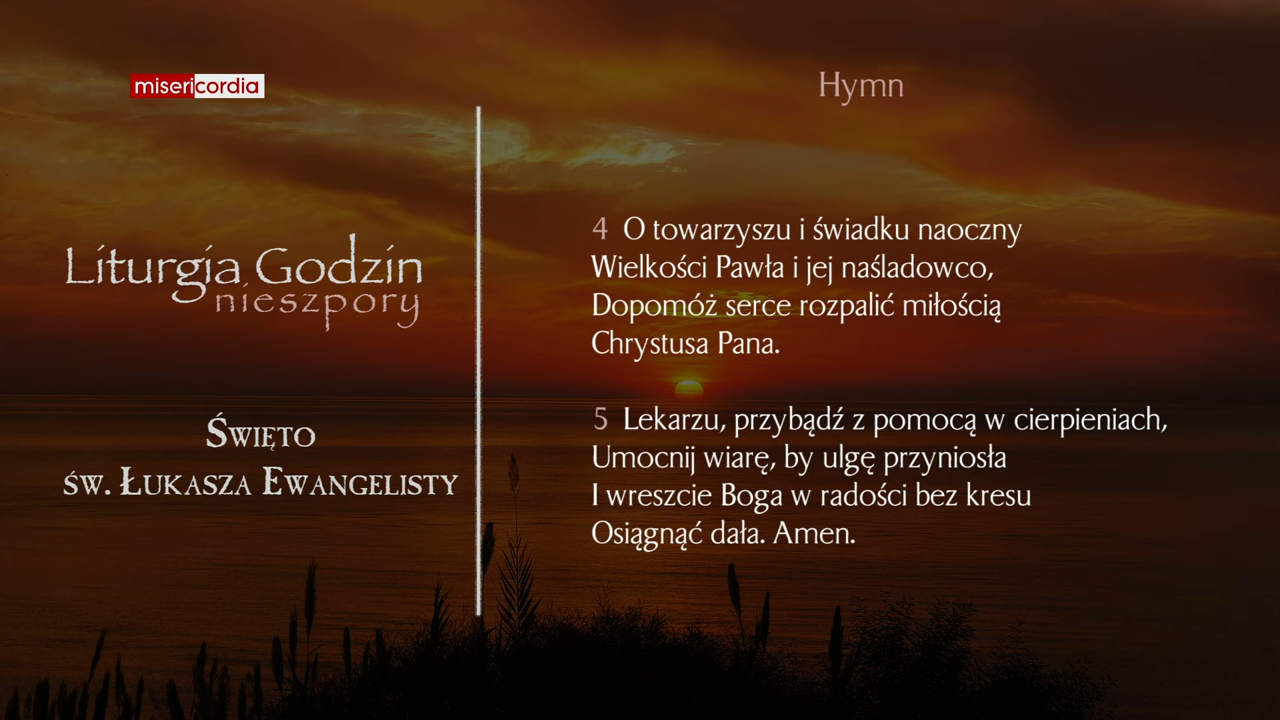 misericordia
Hymn
Liturgia Godzin
nieszpory
Święto
św. Łukasza Ewangelisty
4 O towarzyszu i świadku naoczny
Wielkości Pawła i jej naśladowco,
Dopomóż serce rozpalić miłością
Chrystusa Pana.
5 Lekarzu, przybądź z pomocą w cierpieniach,
Umocnij wiarę, by ulgę przyniosła
I wreszcie Boga w radości bez kresu
Osiągnąć dała. Amen.